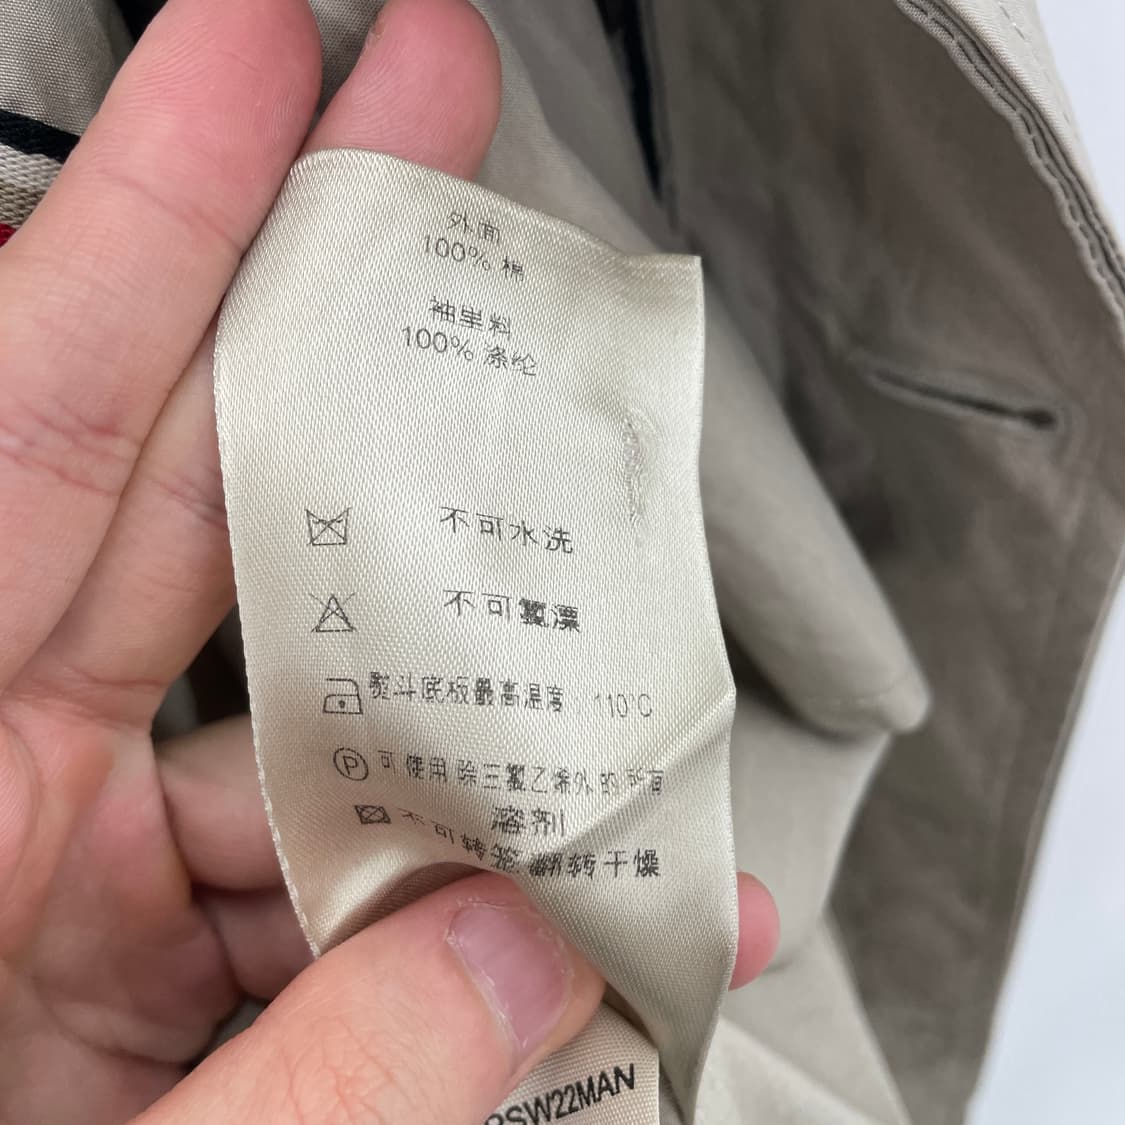 外面
100% 棉
袖里料
100% 涤纶
不可水洗
不可氯漂
熨斗底板最高温度 110°C
P 可使用除三氯乙烯外的所有
溶剂
不可转笼翻转干燥
PSW22MAN